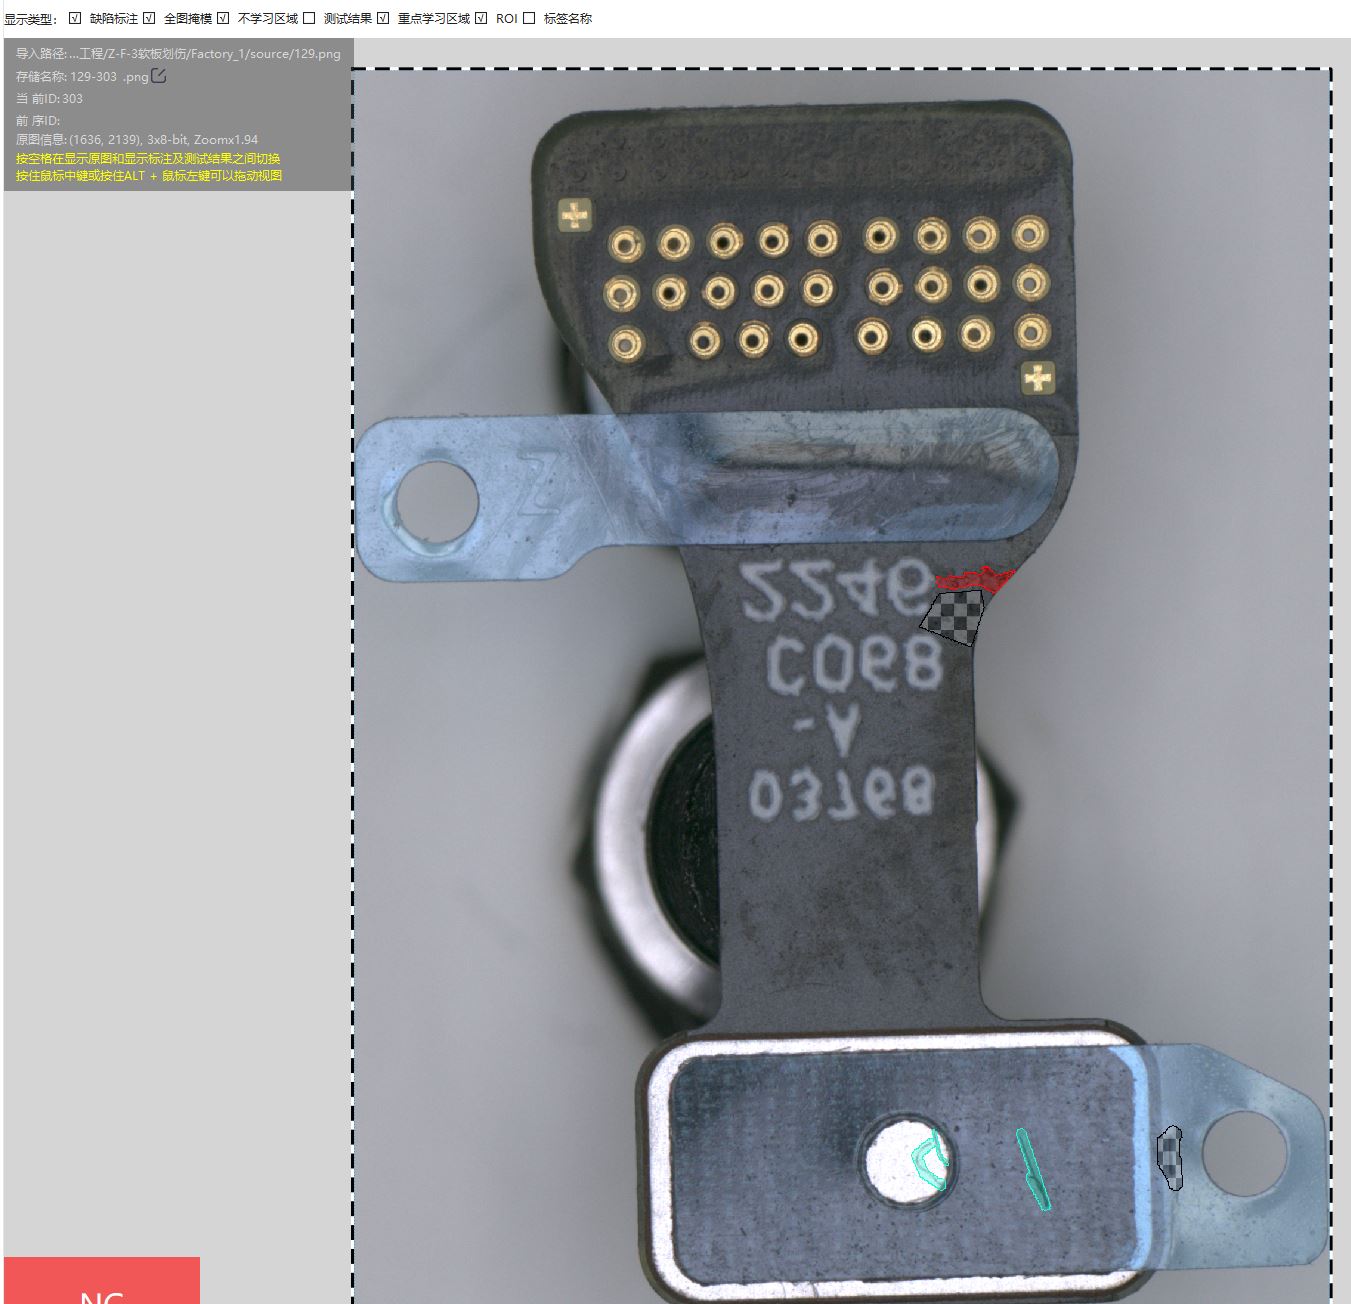 显示类型: 缺陷标注 全图掩模 不学习区域 测试结果 重点学习区域 ROI 标签名称
导入路径: ...工程/Z-F-3软板划伤/Factory_1/source/129.png
存储名称: 129-303 .png
当 前ID: 303
前 序ID:
原图信息: (1636, 2139), 3x8-bit, Zoomx1.94
按空格在显示原图和显示标注及测试结果之间切换
按住鼠标中键或按住ALT + 鼠标左键可以拖动视图
Z
2246
C068
-A
03768
NG